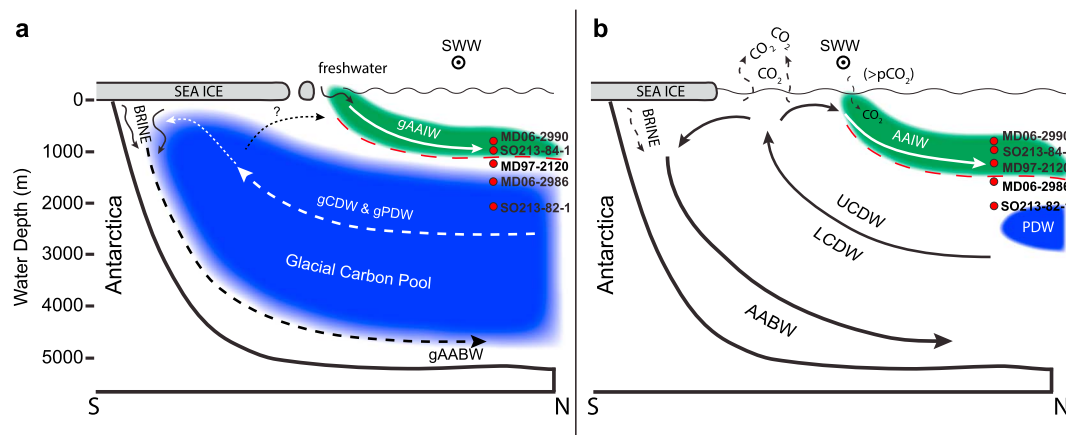 a
SWW
freshwater
SEA ICE
0
BRINE
?
gAAIW
MD06-2990
SO213-84-1
1000
MD97-2120
MD06-2986
2000
SO213-82-1
gCDW & gPDW
3000
Glacial Carbon Pool
4000
5000
gAABW
Water Depth (m)
Antarctica
S
N
b
CO2
CO2
CO2
SWW
(>pCO2)
SEA ICE
BRINE
CO2
AAIW
MD06-2990
SO213-84-
MD97-2120
MD06-2986
SO213-82-
UCDW
LCDW
PDW
AABW
Antarctica
S
N